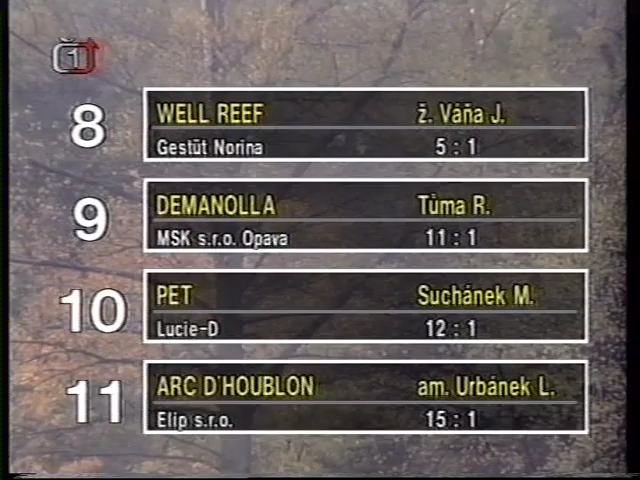 Č1
8
WELL REEF ž. Váňa J.
Gestüt Norina 5 : 1
9
DEMANOLLA Tůma R.
MSK s.r.o. Opava 11 : 1
10
PET Suchánek M.
Lucie-D 12 : 1
11
ARC D'HOUBLON am. Urbánek L.
Elip s.r.o. 15 : 1